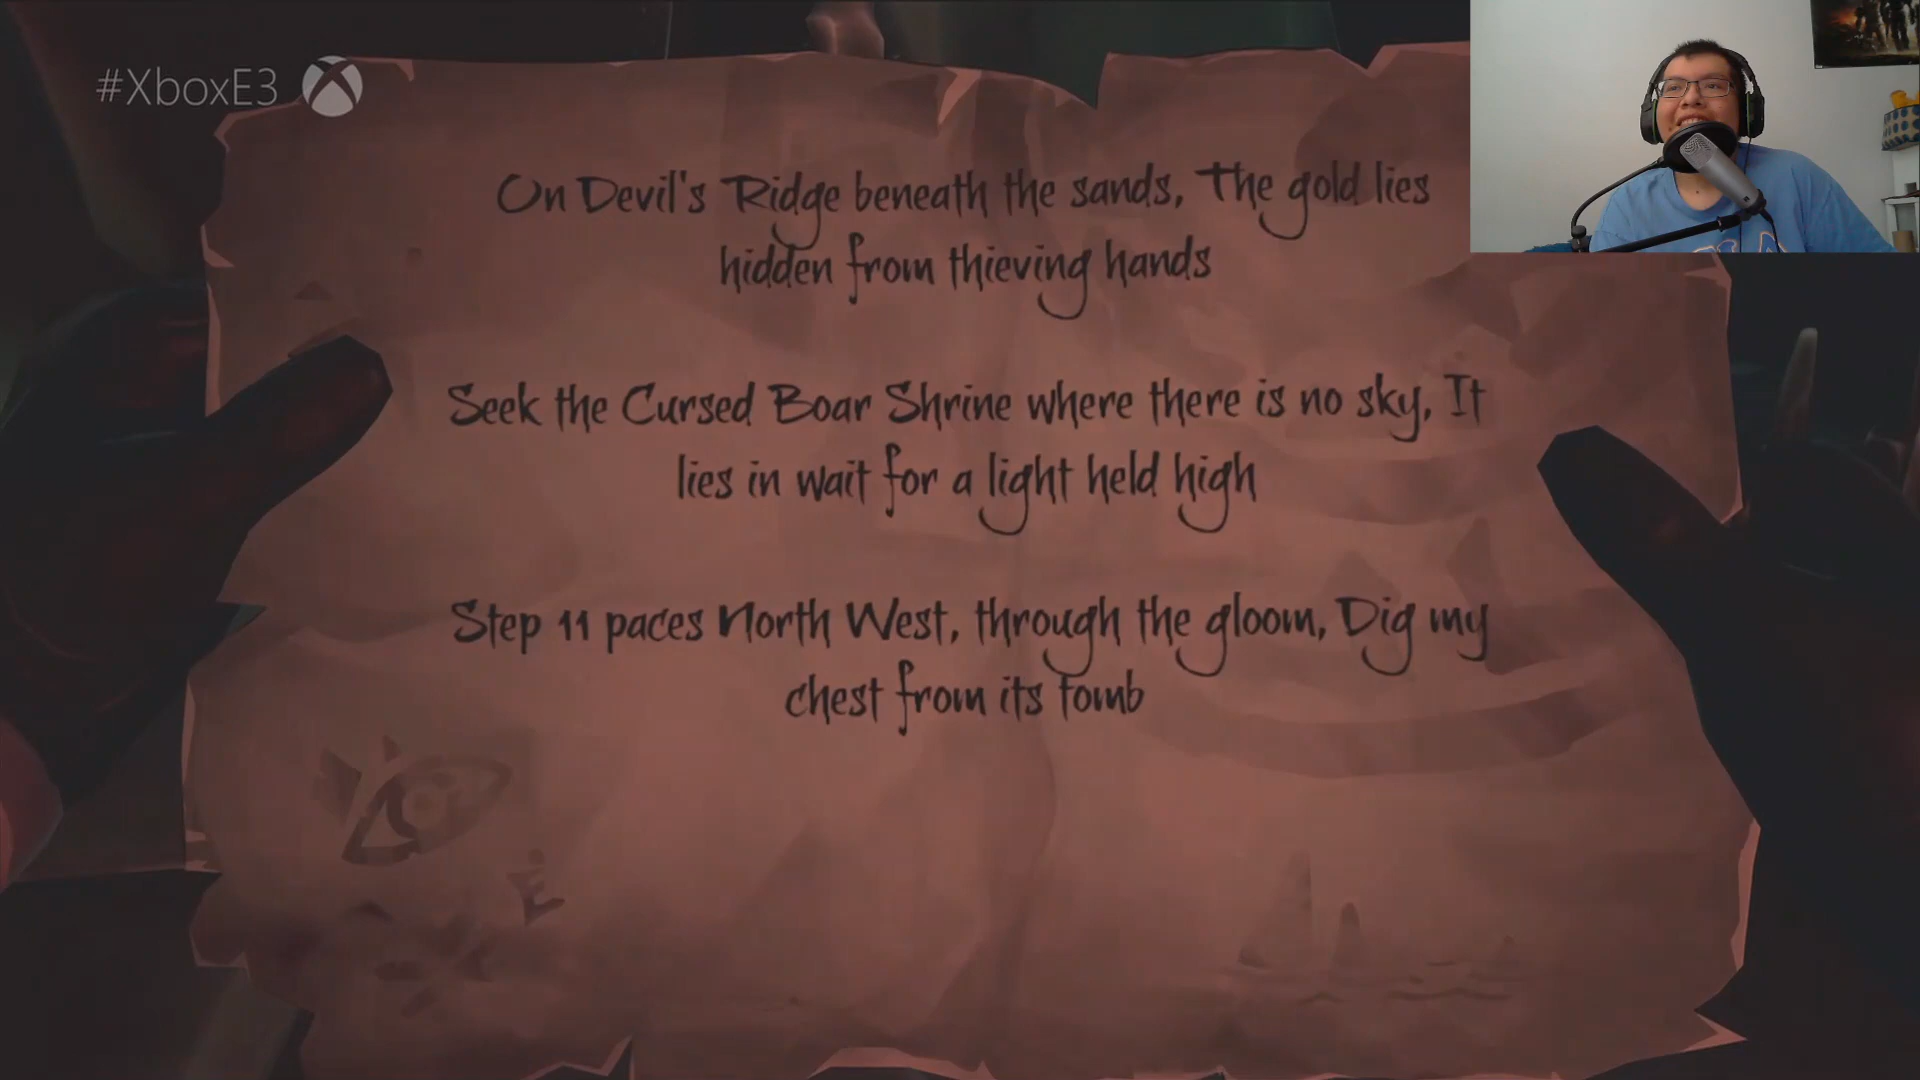 #XboxE3
On Devil's Ridge beneath the sands, The gold lies
hidden from thieving hands
Seek the Cursed Boar Shrine where there is no sky, It
lies in wait for a light held high
Step 11 paces North West, through the gloom, Dig my
chest from its tomb